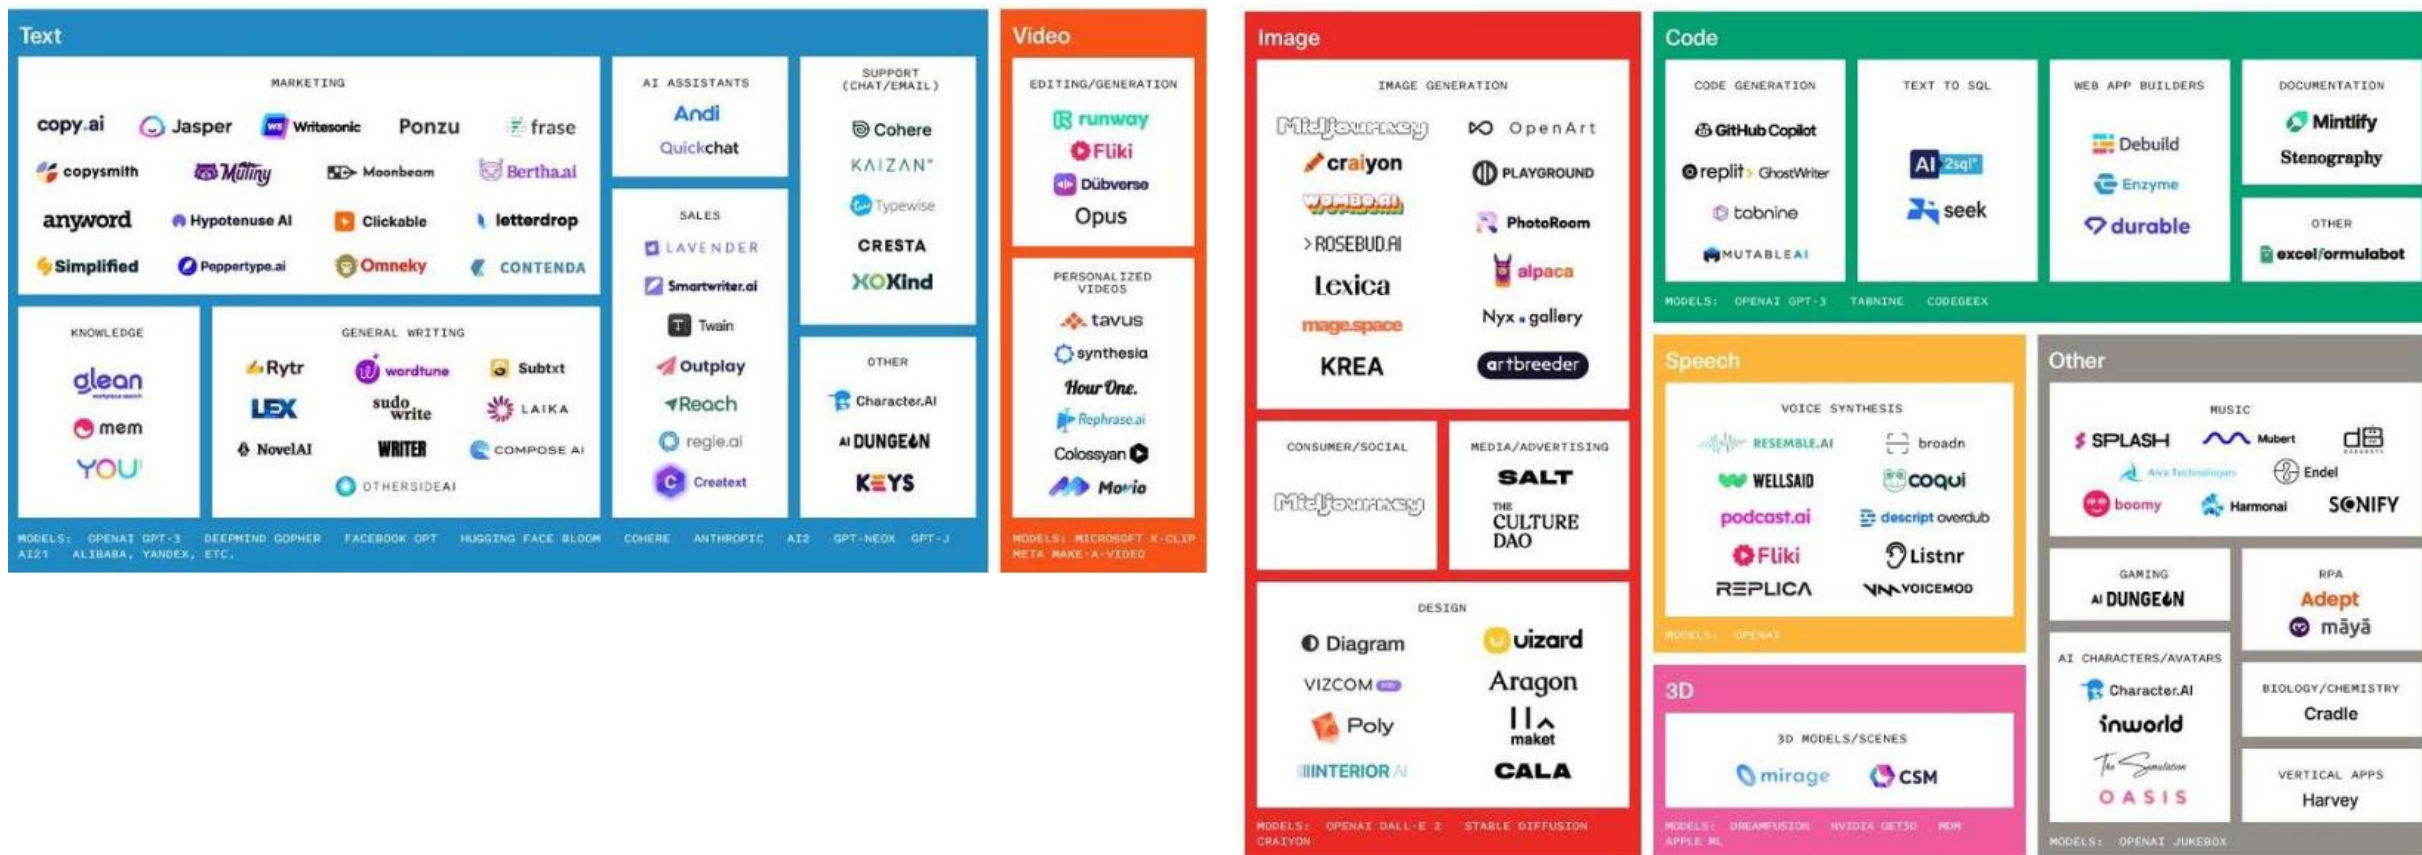 Text
MARKETING
copy.ai Jasper Writesonic Ponzu frase
copysmith Mutiny Moonbeam Bertha.ai
anyword Hypotenuse AI Clickable letterdrop
Simplified Peppertype.ai Omneky CONTENDA
KNOWLEDGE
glean
mem
YOU
GENERAL WRITING
Rytr wordtune Subtxt
LEX sudo write LAIKA
NovelAI WRITER COMPOSE AI
OTHERSIDEAI
AI ASSISTANTS
Andi
Quickchat
SALES
LAVENDER
Smartwriter.ai
Twain
Outplay
Reach
regie.ai
Creatext
SUPPORT
(CHAT/EMAIL)
Cohere
KAIZAN
Typewise
CRESTA
XOKind
OTHER
Character.AI
AI DUNGEON
KEYS
MODELS: OPENAI GPT-3 DEEPMIND GOPHER FACEBOOK OPT HUGGING FACE BLOOM COHERE ANTHROPIC AI2 GPT-NEOX GPT-J
AI21 ALIBABA, YANDEX, ETC.
Video
EDITING/GENERATION
runway
Fliki
Dübverse
Opus
PERSONALIZED
VIDEOS
tavus
synthesia
Hour One.
Rephrase.ai
Colossyan
Movio
MODELS: MICROSOFT X-CLIP
META MAKE-A-VIDEO
Image
IMAGE GENERATION
Midjourney OpenArt
craiyon PLAYGROUND
WOMBO.AI PhotoRoom
>ROSEBUD.AI alpaca
Lexica Nyx gallery
mage.space artbreeder
KREA
CONSUMER/SOCIAL
Midjourney
MEDIA/ADVERTISING
SALT
THE
CULTURE
DAO
DESIGN
Diagram uizard
VIZCOM Aragon
Poly maket
INTERIOR AI CALA
MODELS: OPENAI DALL-E 2 STABLE DIFFUSION
CRAIYON
Code
CODE GENERATION
GitHub Copilot
replit GhostWriter
tabnine
MUTABLEAI
TEXT TO SQL
AI 2sql
seek
WEB APP BUILDERS
Debuild
Enzyme
durable
DOCUMENTATION
Mintlify
Stenography
OTHER
excelformulabot
MODELS: OPENAI GPT-3 TABNINE CODEGEEX
Speech
VOICE SYNTHESIS
RESEMBLE.AI broadn
WELLSAID coqui
podcast.ai descript overdub
Fliki Listnr
REPLICA VOICEMOD
MODELS: OPENAI
3D
3D MODELS/SCENES
mirage CSM
MODELS: DREAMFUSION NVIDIA GET3D MDM
APPLE ML
Other
MUSIC
SPLASH Mubert dB
Aiva Technologies Endel
boomy Harmonai SONIFY
GAMING
AI DUNGEON
RPA
Adept
māyā
AI CHARACTERS/AVATARS
Character.AI
inworld
The Simulation
OASIS
BIOLOGY/CHEMISTRY
Cradle
VERTICAL APPS
Harvey
MODELS: OPENAI JUKEBOX